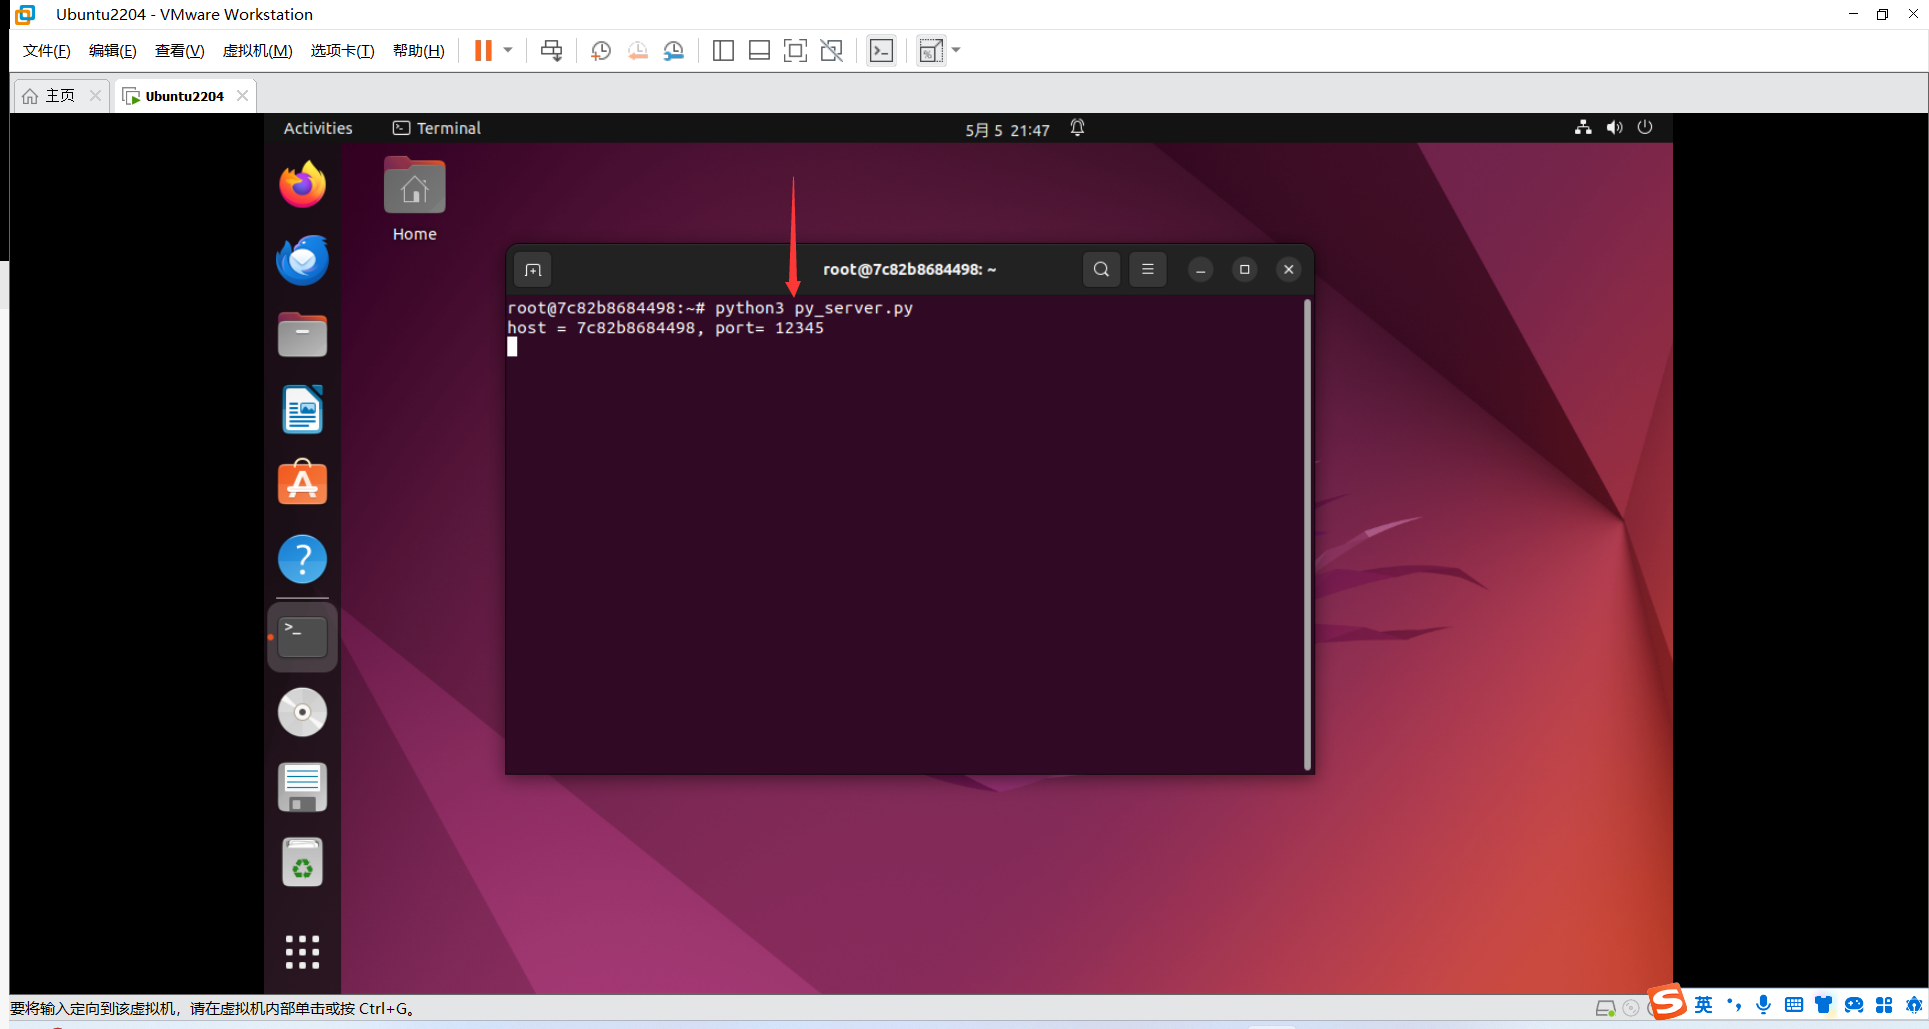 Ubuntu2204 - VMware Workstation
文件(F) 编辑(E) 查看(V) 虚拟机(M) 选项卡(T) 帮助(H)
主页 Ubuntu2204
Activities Terminal 5月 5 21:47
Home
root@7c82b8684498: ~
root@7c82b8684498:~# python3 py_server.py
host = 7c82b8684498, port= 12345
要将输入定向到该虚拟机，请在虚拟机内部单击或按 Ctrl+G。
英